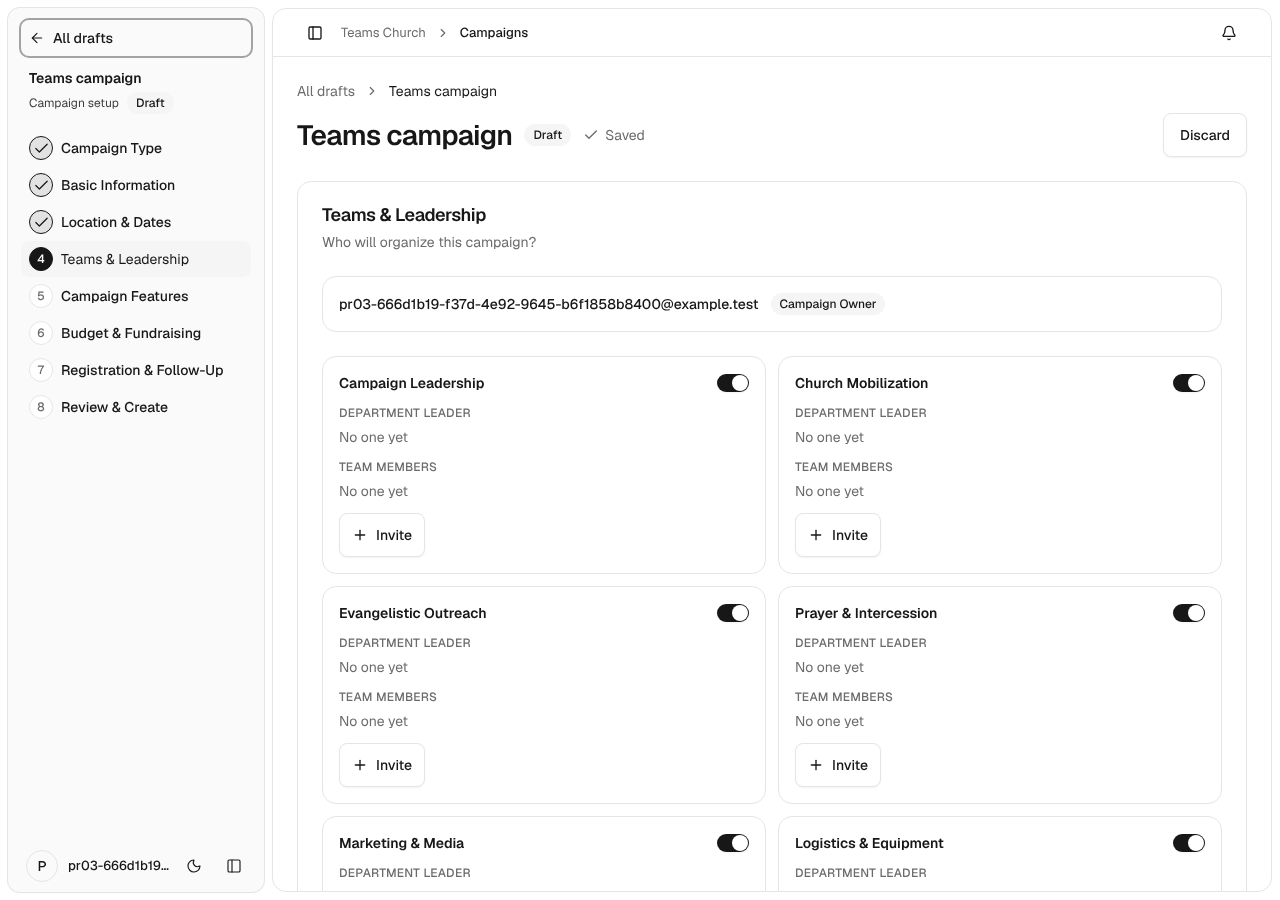 All drafts
Teams campaign
Campaign setup Draft
Campaign Type
Basic Information
Location & Dates
4 Teams & Leadership
5 Campaign Features
6 Budget & Fundraising
7 Registration & Follow-Up
8 Review & Create
P pr03-666d1b19...
Teams Church > Campaigns
All drafts > Teams campaign
Teams campaign Draft Saved
Discard
Teams & Leadership
Who will organize this campaign?
pr03-666d1b19-f37d-4e92-9645-b6f1858b8400@example.test Campaign Owner
Campaign Leadership
DEPARTMENT LEADER
No one yet
TEAM MEMBERS
No one yet
+ Invite
Church Mobilization
DEPARTMENT LEADER
No one yet
TEAM MEMBERS
No one yet
+ Invite
Evangelistic Outreach
DEPARTMENT LEADER
No one yet
TEAM MEMBERS
No one yet
+ Invite
Prayer & Intercession
DEPARTMENT LEADER
No one yet
TEAM MEMBERS
No one yet
+ Invite
Marketing & Media
DEPARTMENT LEADER
Logistics & Equipment
DEPARTMENT LEADER